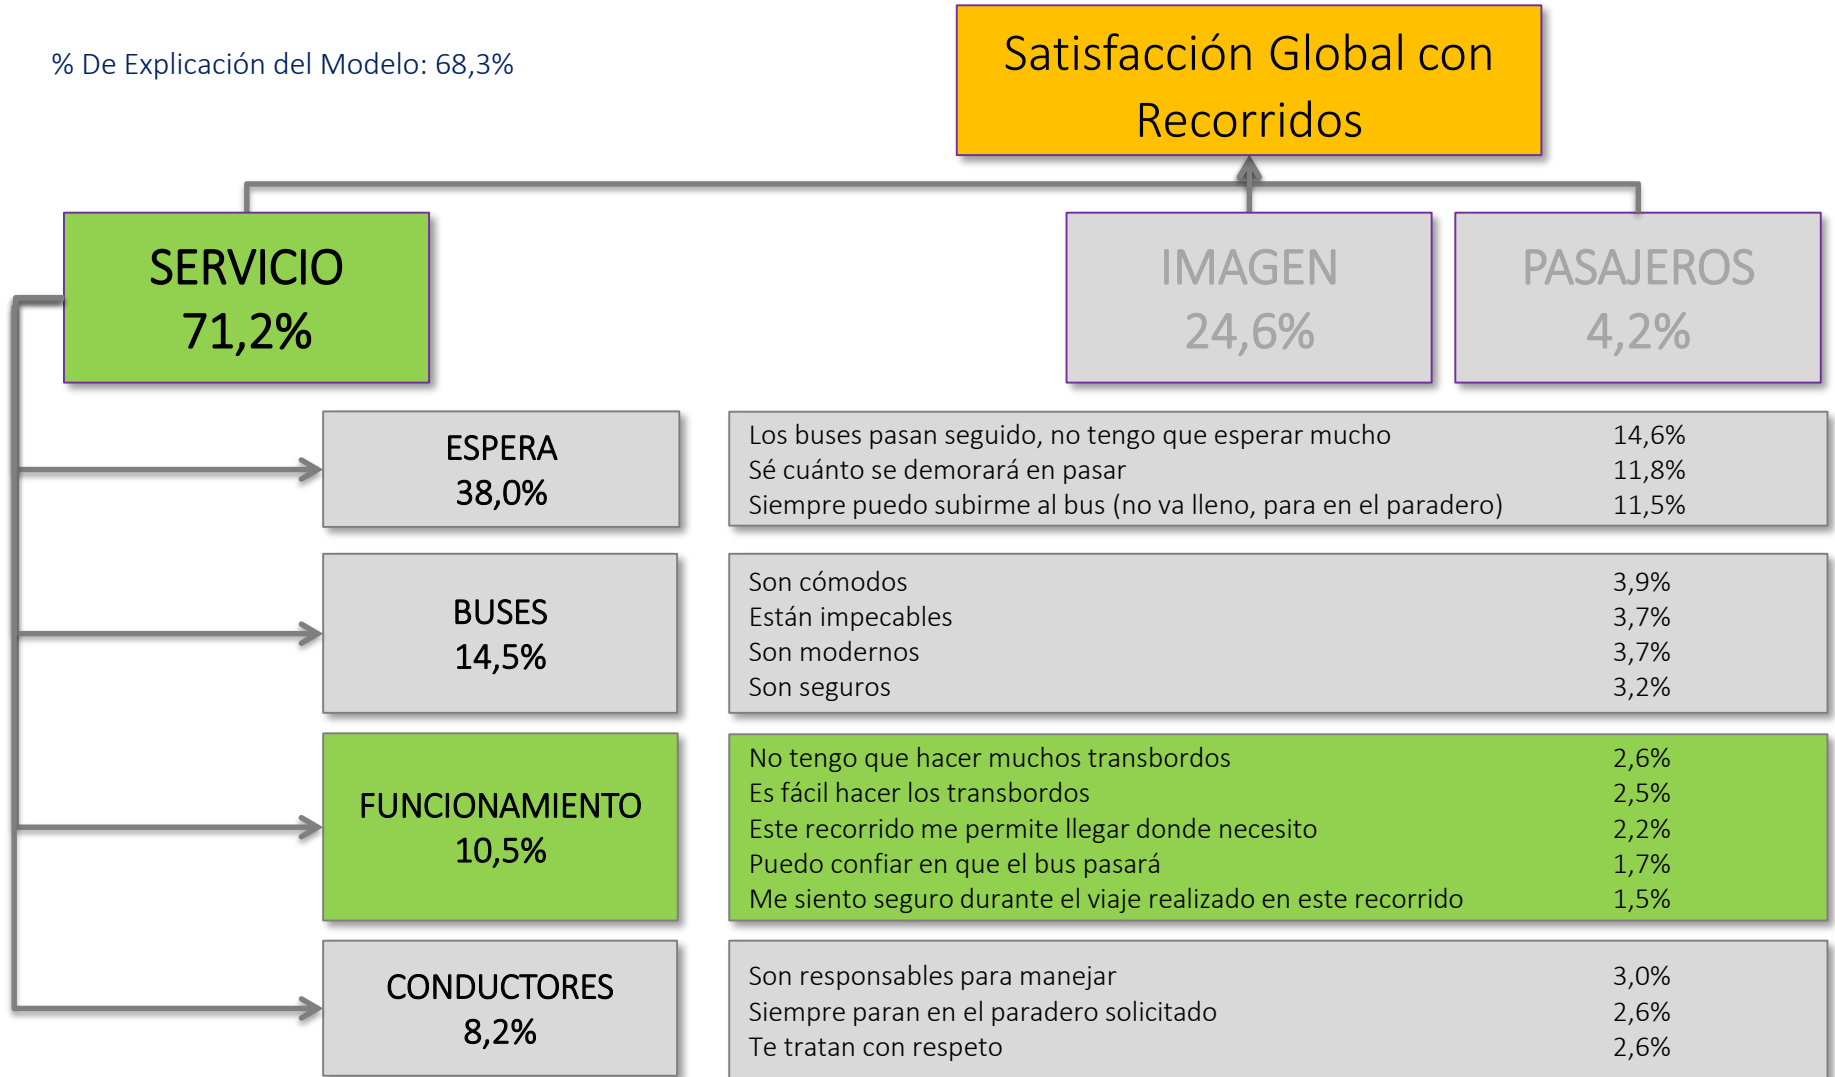 % De Explicación del Modelo: 68,3%
Satisfacción Global con
Recorridos
SERVICIO
71,2%
IMAGEN
24,6%
PASAJEROS
4,2%
ESPERA
38,0%
Los buses pasan seguido, no tengo que esperar mucho 14,6%
Sé cuánto se demorará en pasar 11,8%
Siempre puedo subirme al bus (no va lleno, para en el paradero) 11,5%
BUSES
14,5%
Son cómodos 3,9%
Están impecables 3,7%
Son modernos 3,7%
Son seguros 3,2%
FUNCIONAMIENTO
10,5%
No tengo que hacer muchos transbordos 2,6%
Es fácil hacer los transbordos 2,5%
Este recorrido me permite llegar donde necesito 2,2%
Puedo confiar en que el bus pasará 1,7%
Me siento seguro durante el viaje realizado en este recorrido 1,5%
CONDUCTORES
8,2%
Son responsables para manejar 3,0%
Siempre paran en el paradero solicitado 2,6%
Te tratan con respeto 2,6%